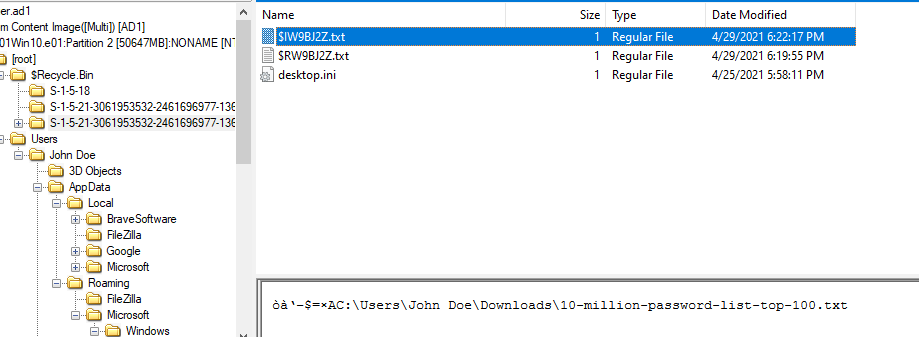 er.ad1
m Content Image([Multi]) [AD1]
01Win10.e01:Partition 2 [50647MB]:NONAME [NT
[root]
$Recycle.Bin
S-1-5-18
S-1-5-21-3061953532-2461696977-136
S-1-5-21-3061953532-2461696977-136
Users
John Doe
3D Objects
AppData
Local
BraveSoftware
FileZilla
Google
Microsoft
Roaming
FileZilla
Microsoft
Windows
Name Size Type Date Modified
$IW9BJ2Z.txt 1 Regular File 4/29/2021 6:22:17 PM
$RW9BJ2Z.txt 1 Regular File 4/29/2021 6:19:55 PM
desktop.ini 1 Regular File 4/25/2021 5:58:11 PM
òà‘-$=×AC:\Users\John Doe\Downloads\10-million-password-list-top-100.txt